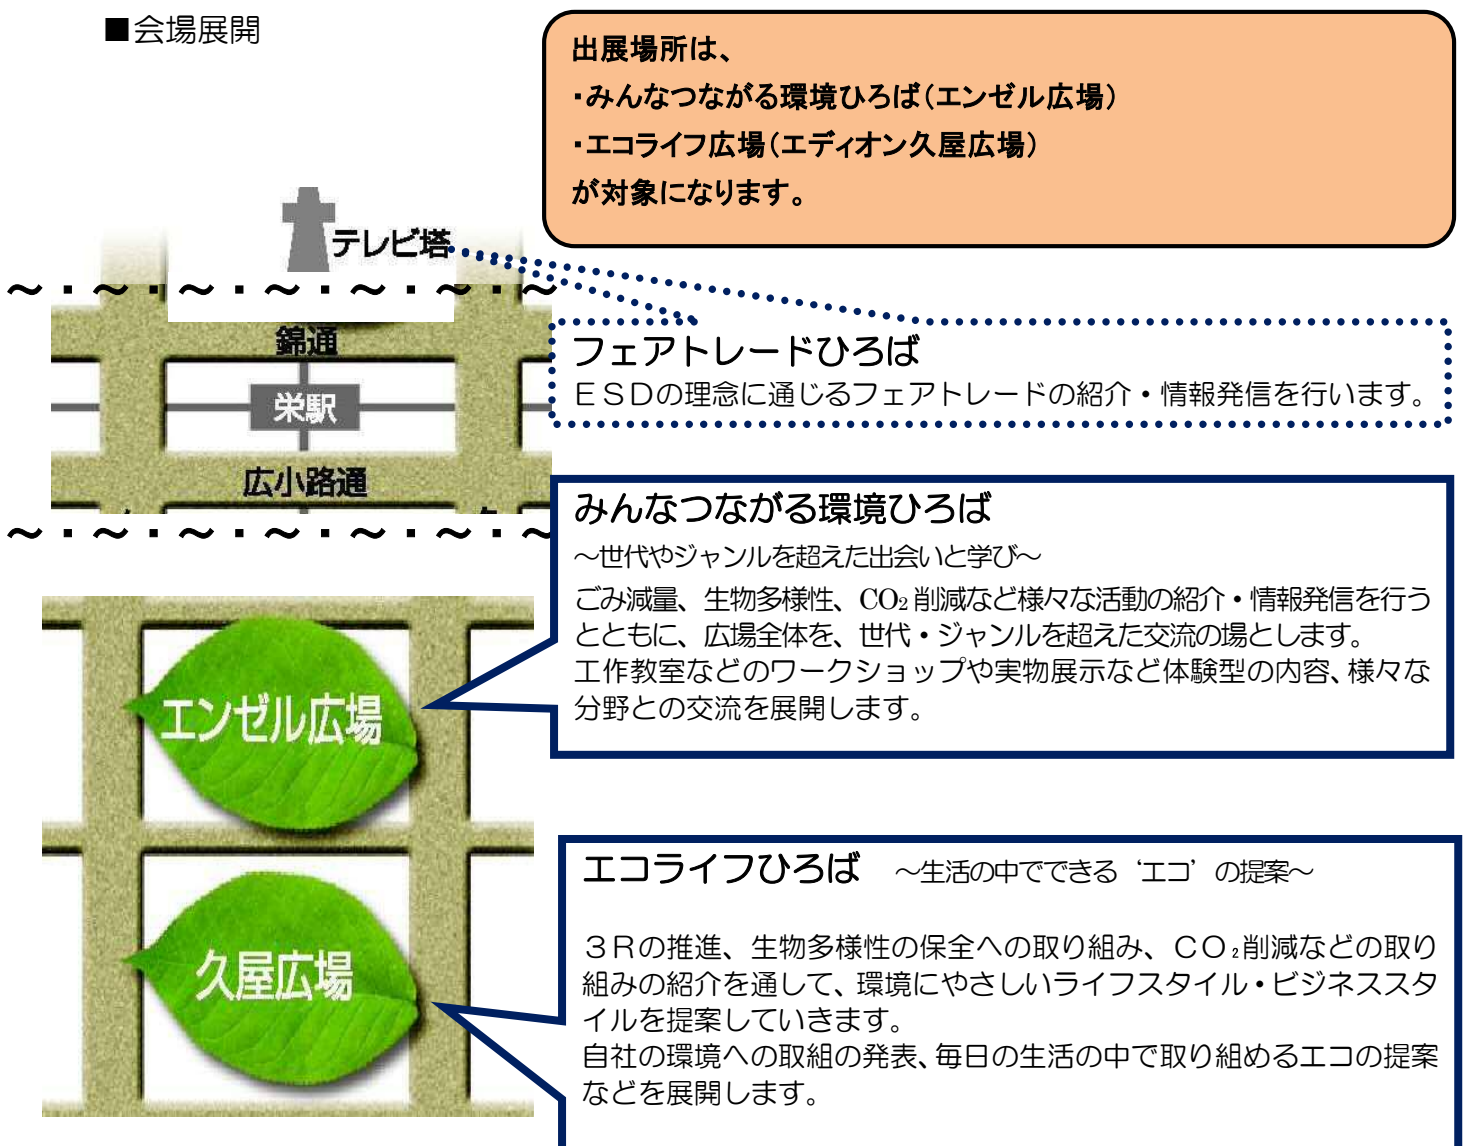 ■会場展開
出展場所は、
・みんなつながる環境ひろば(エンゼル広場)
・エコライフ広場(エディオン久屋広場)
が対象になります。
テレビ塔
～・～・～・～・～・～・～
錦通
栄駅
広小路通
～・～・～・～・～・～・～
フェアトレードひろば
ＥＳＤの理念に通じるフェアトレードの紹介・情報発信を行います。
みんなつながる環境ひろば
～世代やジャンルを超えた出会いと学び～
ごみ減量、生物多様性、CO₂削減など様々な活動の紹介・情報発信を行う
とともに、広場全体を、世代・ジャンルを超えた交流の場とします。
工作教室などのワークショップや実物展示など体験型の内容、様々な
分野との交流を展開します。
エンゼル広場
エコライフひろば　～生活の中でできる‘エコ’の提案～
３Ｒの推進、生物多様性の保全への取り組み、ＣＯ₂削減などの取り
組みの紹介を通して、環境にやさしいライフスタイル・ビジネススタ
イルを提案していきます。
自社の環境への取組の発表、毎日の生活の中で取り組めるエコの提案
などを展開します。
久屋広場